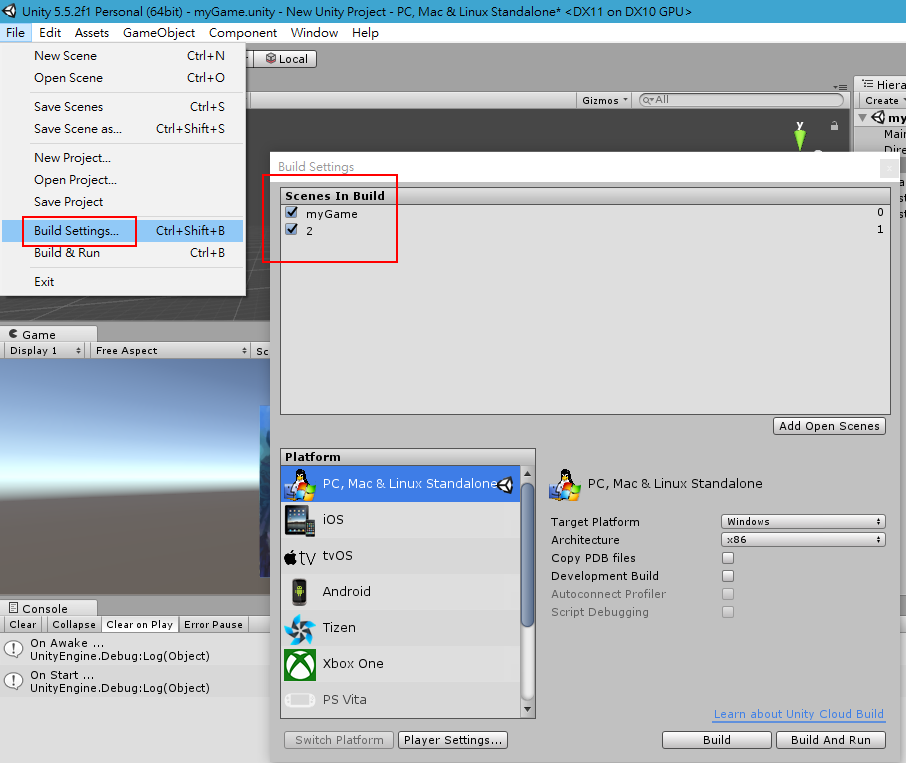 Unity 5.5.2f1 Personal (64bit) - myGame.unity - New Unity Project - PC, Mac & Linux Standalone* <DX11 on DX10 GPU>
File Edit Assets GameObject Component Window Help
New Scene Ctrl+N
Open Scene Ctrl+O
Save Scenes Ctrl+S
Save Scene as... Ctrl+Shift+S
New Project...
Open Project...
Save Project
Build Settings... Ctrl+Shift+B
Build & Run Ctrl+B
Exit
Local
Gizmos All
y
Hiera
Create
my
Main
Dire
Build Settings
Scenes In Build
myGame 0
2 1
Add Open Scenes
Game
Display 1 Free Aspect Sc
Platform
PC, Mac & Linux Standalone
iOS
tv tvOS
Android
Tizen
Xbox One
PS Vita
Switch Platform Player Settings...
PC, Mac & Linux Standalone
Target Platform Windows
Architecture x86
Copy PDB files
Development Build
Autoconnect Profiler
Script Debugging
Learn about Unity Cloud Build
Build Build And Run
Console
Clear Collapse Clear on Play Error Pause
On Awake ...
UnityEngine.Debug:Log(Object)
On Start ...
UnityEngine.Debug:Log(Object)